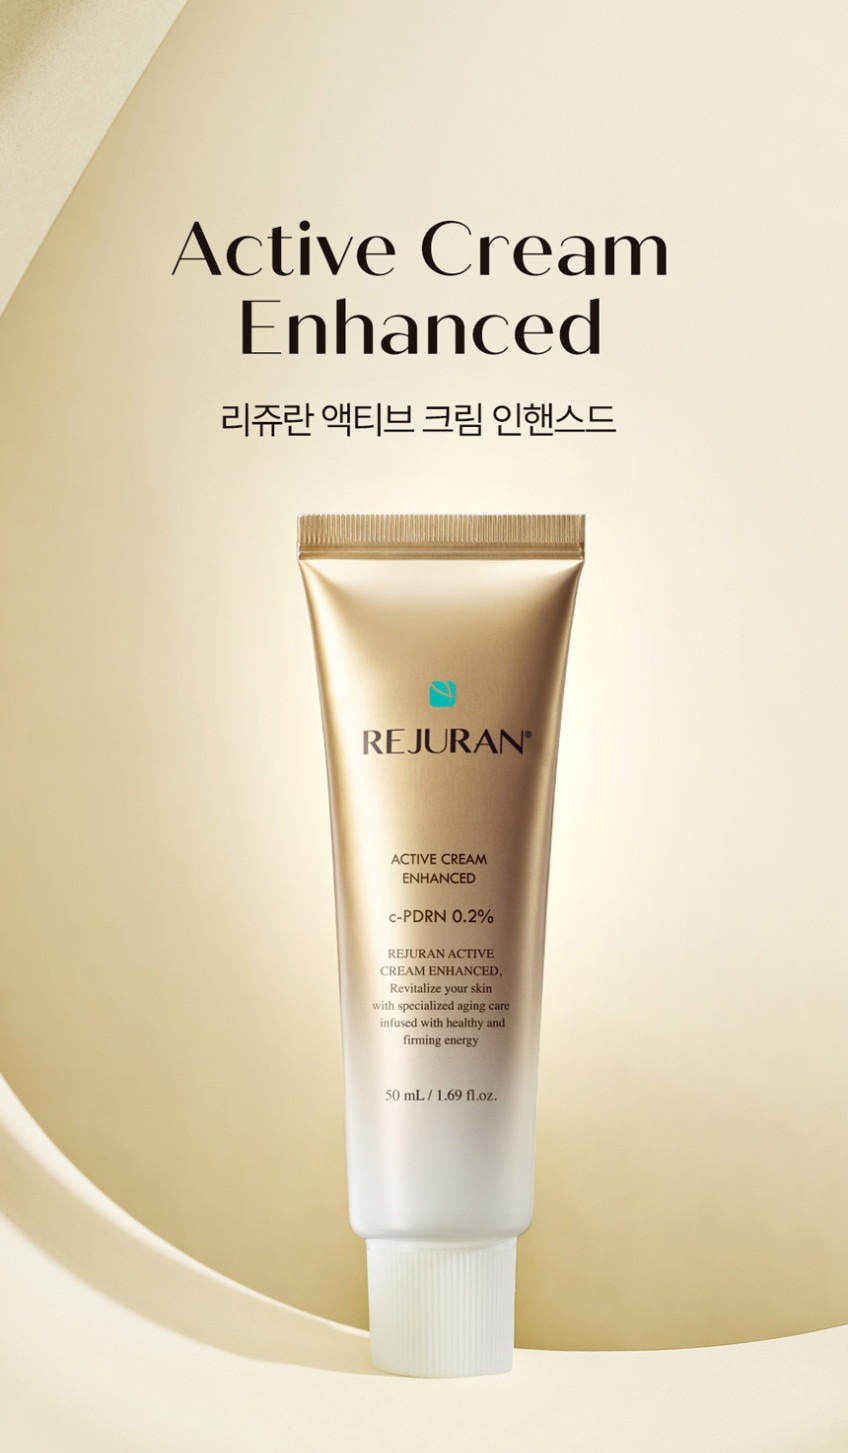 Active Cream
Enhanced
리쥬란 액티브 크림 인핸스드
REJURAN®
ACTIVE CREAM
ENHANCED
c-PDRN 0.2%
REJURAN ACTIVE
CREAM ENHANCED,
Revitalize your skin
with specialized aging care
infused with healthy and
firming energy
50 mL / 1.69 fl.oz.